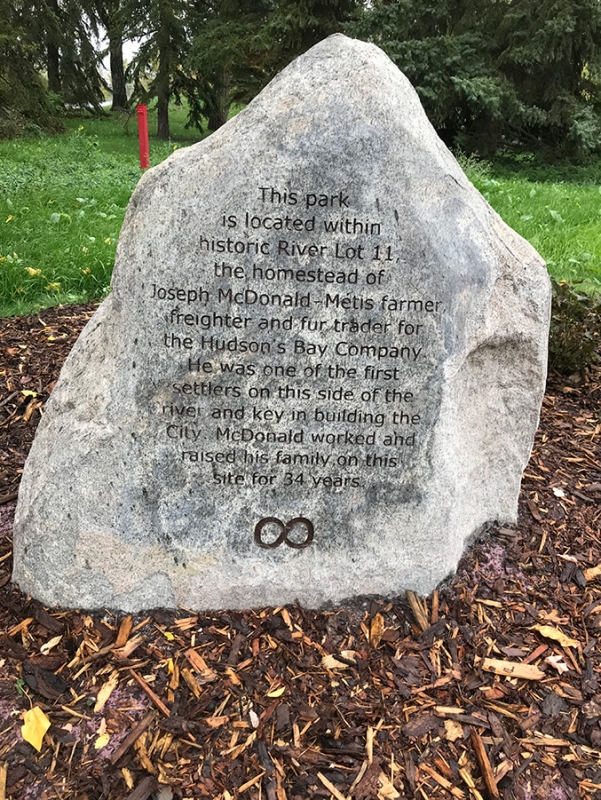 This park
is located within
historic River Lot 11,
the homestead of
Joseph McDonald-Métis farmer,
freighter and fur trader for
the Hudson's Bay Company.
He was one of the first
settlers on this side of the
river and key in building the
City. McDonald worked and
raised his family on this
site for 34 years.